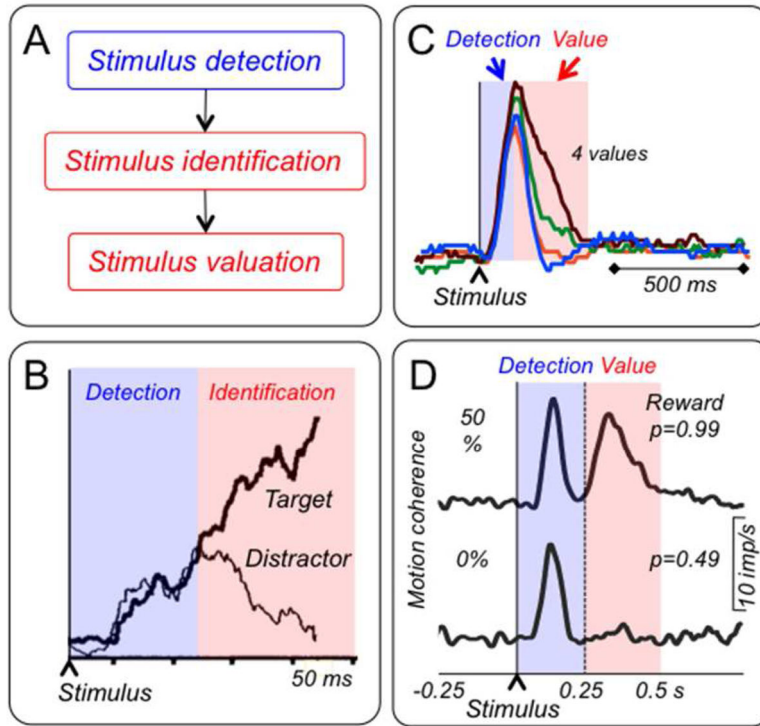 A
Stimulus detection
Stimulus identification
Stimulus valuation
B
Detection Identification
Target
Distractor
50 ms
Stimulus
C
Detection Value
4 values
Stimulus
500 ms
D
Detection Value
Motion coherence
50
%
Reward
p=0.99
0%
p=0.49
10 imp/s
-0.25 0.25 0.5 s
Stimulus